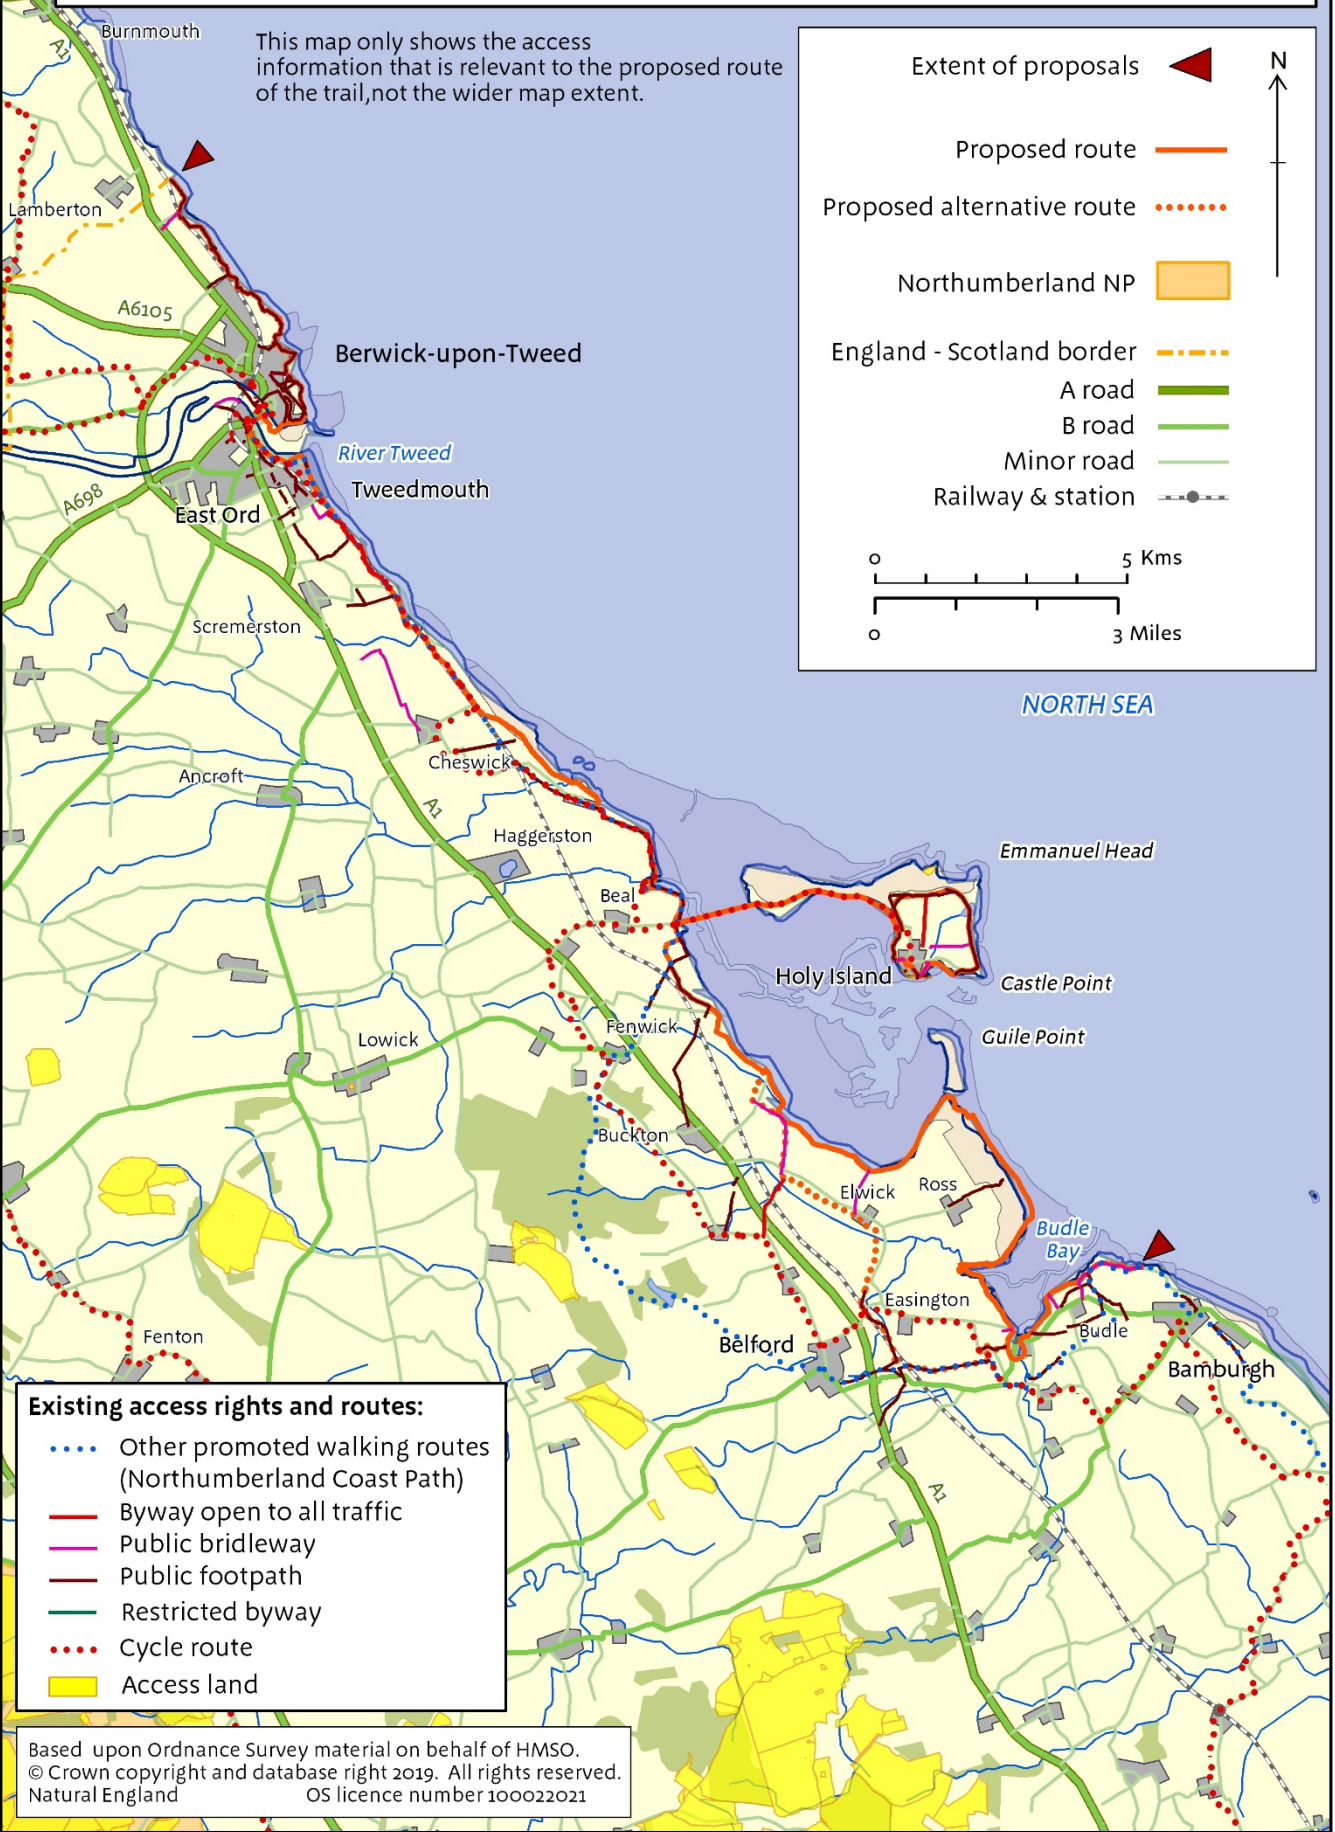 Burnmouth
A1
This map only shows the access
information that is relevant to the proposed route
of the trail,not the wider map extent.
Extent of proposals
N
Proposed route
Proposed alternative route
Northumberland NP
England - Scotland border
A road
B road
Minor road
Railway & station
0 5 Kms
0 3 Miles
Lamberton
A6105
Berwick-upon-Tweed
River Tweed
Tweedmouth
A698
East Ord
Scremerston
NORTH SEA
Cheswick
Ancroft
A1
Haggerston
Emmanuel Head
Beal
Holy Island
Castle Point
Fenwick
Guile Point
Lowick
Buckton
Elwick
Ross
Budle
Bay
Easington
Fenton
Belford
Budle
Bamburgh
A1
Existing access rights and routes:
Other promoted walking routes
(Northumberland Coast Path)
Byway open to all traffic
Public bridleway
Public footpath
Restricted byway
Cycle route
Access land
Based upon Ordnance Survey material on behalf of HMSO.
© Crown copyright and database right 2019. All rights reserved.
Natural England OS licence number 100022021